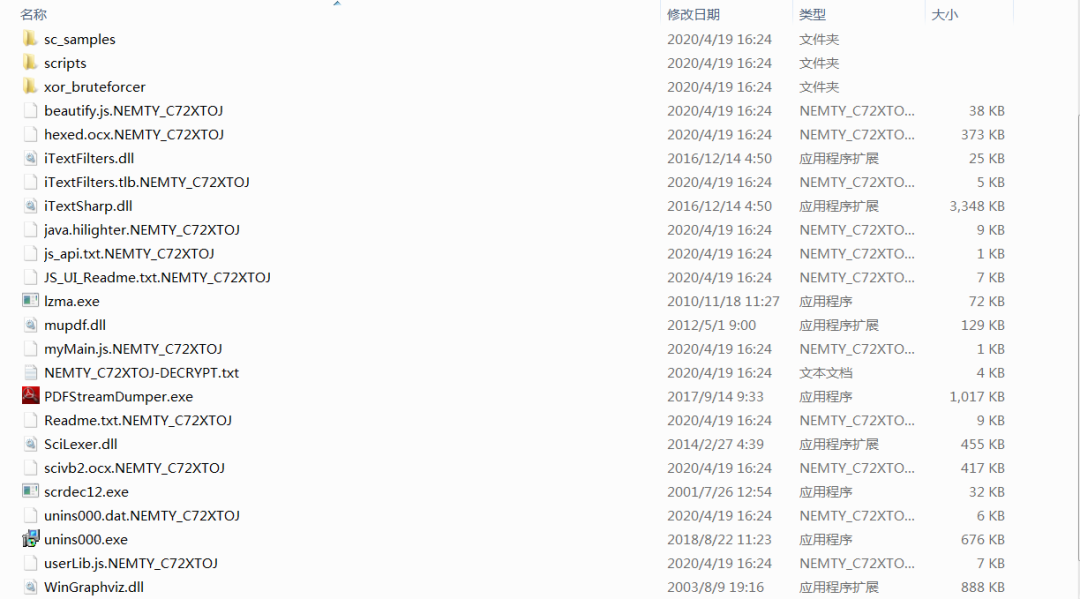 名称 修改日期 类型 大小
sc_samples 2020/4/19 16:24 文件夹
scripts 2020/4/19 16:24 文件夹
xor_bruteforcer 2020/4/19 16:24 文件夹
beautify.js.NEMTY_C72XTOJ 2020/4/19 16:24 NEMTY_C72XTO... 38 KB
hexed.ocx.NEMTY_C72XTOJ 2020/4/19 16:24 NEMTY_C72XTO... 373 KB
iTextFilters.dll 2016/12/14 4:50 应用程序扩展 25 KB
iTextFilters.tlb.NEMTY_C72XTOJ 2020/4/19 16:24 NEMTY_C72XTO... 5 KB
iTextSharp.dll 2016/12/14 4:50 应用程序扩展 3,348 KB
java.hilighter.NEMTY_C72XTOJ 2020/4/19 16:24 NEMTY_C72XTO... 9 KB
js_api.txt.NEMTY_C72XTOJ 2020/4/19 16:24 NEMTY_C72XTO... 1 KB
JS_UI_Readme.txt.NEMTY_C72XTOJ 2020/4/19 16:24 NEMTY_C72XTO... 7 KB
lzma.exe 2010/11/18 11:27 应用程序 72 KB
mupdf.dll 2012/5/1 9:00 应用程序扩展 129 KB
myMain.js.NEMTY_C72XTOJ 2020/4/19 16:24 NEMTY_C72XTO... 1 KB
NEMTY_C72XTOJ-DECRYPT.txt 2020/4/19 16:24 文本文档 4 KB
PDFStreamDumper.exe 2017/9/14 9:33 应用程序 1,017 KB
Readme.txt.NEMTY_C72XTOJ 2020/4/19 16:24 NEMTY_C72XTO... 9 KB
SciLexer.dll 2014/2/27 4:39 应用程序扩展 455 KB
scivb2.ocx.NEMTY_C72XTOJ 2020/4/19 16:24 NEMTY_C72XTO... 417 KB
scrdec12.exe 2001/7/26 12:54 应用程序 32 KB
unins000.dat.NEMTY_C72XTOJ 2020/4/19 16:24 NEMTY_C72XTO... 6 KB
unins000.exe 2018/8/22 11:23 应用程序 676 KB
userLib.js.NEMTY_C72XTOJ 2020/4/19 16:24 NEMTY_C72XTO... 7 KB
WinGraphviz.dll 2003/8/9 19:16 应用程序扩展 888 KB